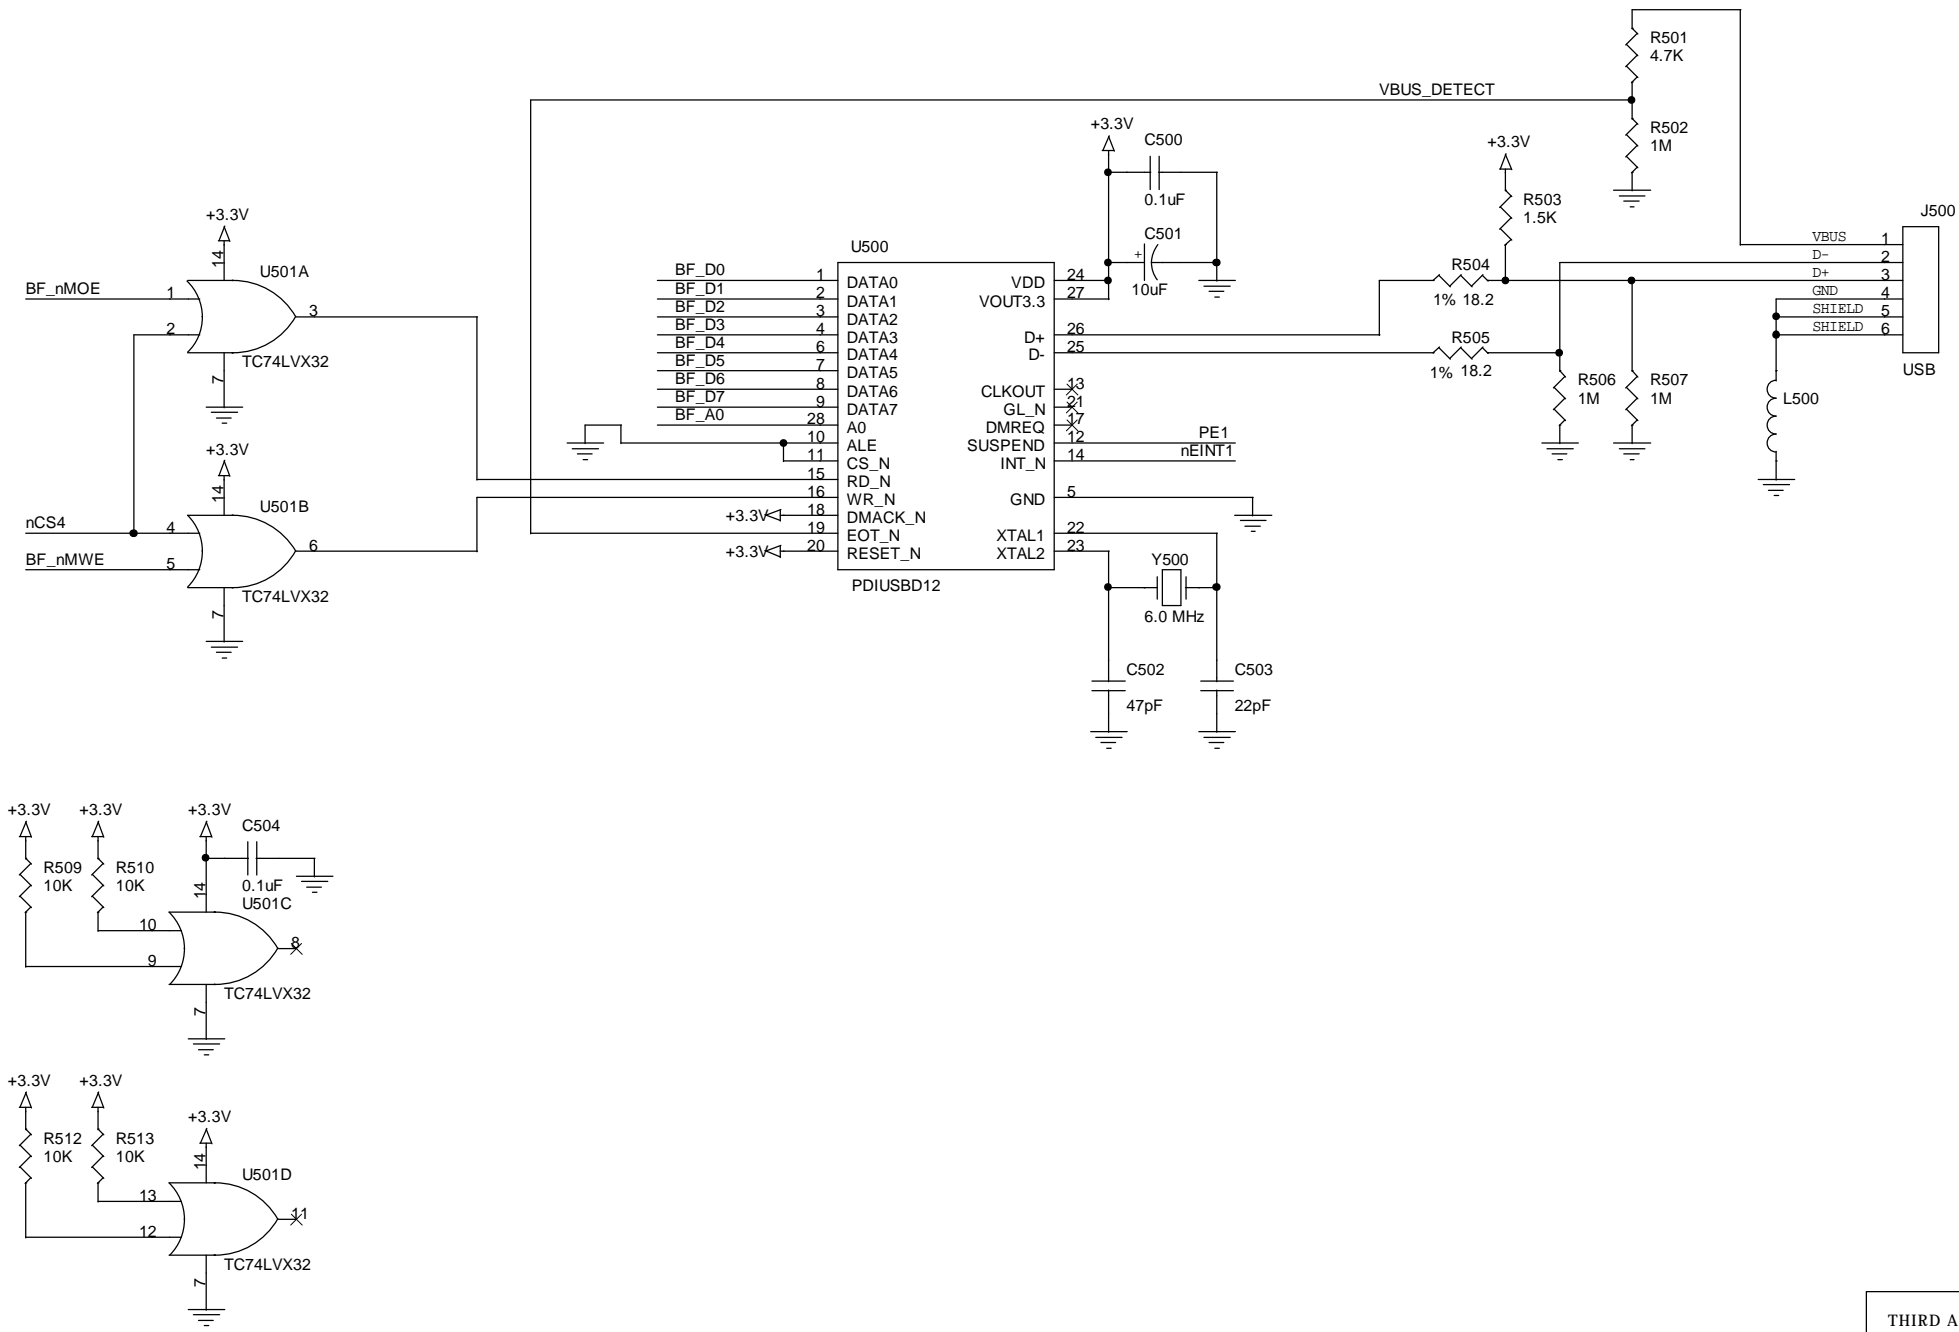 R501
4.7K
VBUS_DETECT
R502
1M
+3.3V
C500
0.1uF
C501
+
10uF
+3.3V
R503
1.5K
J500
VBUS 1
D- 2
D+ 3
GND 4
SHIELD 5
SHIELD 6
USB
R504
1% 18.2
R505
1% 18.2
R506
1M
R507
1M
L500
+3.3V
14
U501A
BF_nMOE 1
2
3
TC74LVX32
7
+3.3V
14
U501B
nCS4 4
BF_nMWE 5
6
TC74LVX32
7
U500
BF_D0 1 DATA0
BF_D1 2 DATA1
BF_D2 3 DATA2
BF_D3 4 DATA3
BF_D4 6 DATA4
BF_D5 7 DATA5
BF_D6 8 DATA6
BF_D7 9 DATA7
BF_A0 28 A0
10 ALE
11 CS_N
15 RD_N
16 WR_N
+3.3V 18 DMACK_N
19 EOT_N
+3.3V 20 RESET_N
VDD 24
VOUT3.3 27
D+ 26
D- 25
CLKOUT 13
GL_N 21
DMREQ 17
SUSPEND 12 PE1
INT_N 14 nEINT1
GND 5
XTAL1 22
XTAL2 23
PDIUSBD12
Y500
6.0 MHz
C502
47pF
C503
22pF
+3.3V +3.3V +3.3V
C504
0.1uF
R509
10K
R510
10K
14
U501C
10
9
8
TC74LVX32
7
+3.3V +3.3V
+3.3V
R512
10K
R513
10K
14
U501D
13
12
11
TC74LVX32
7
THIRD A